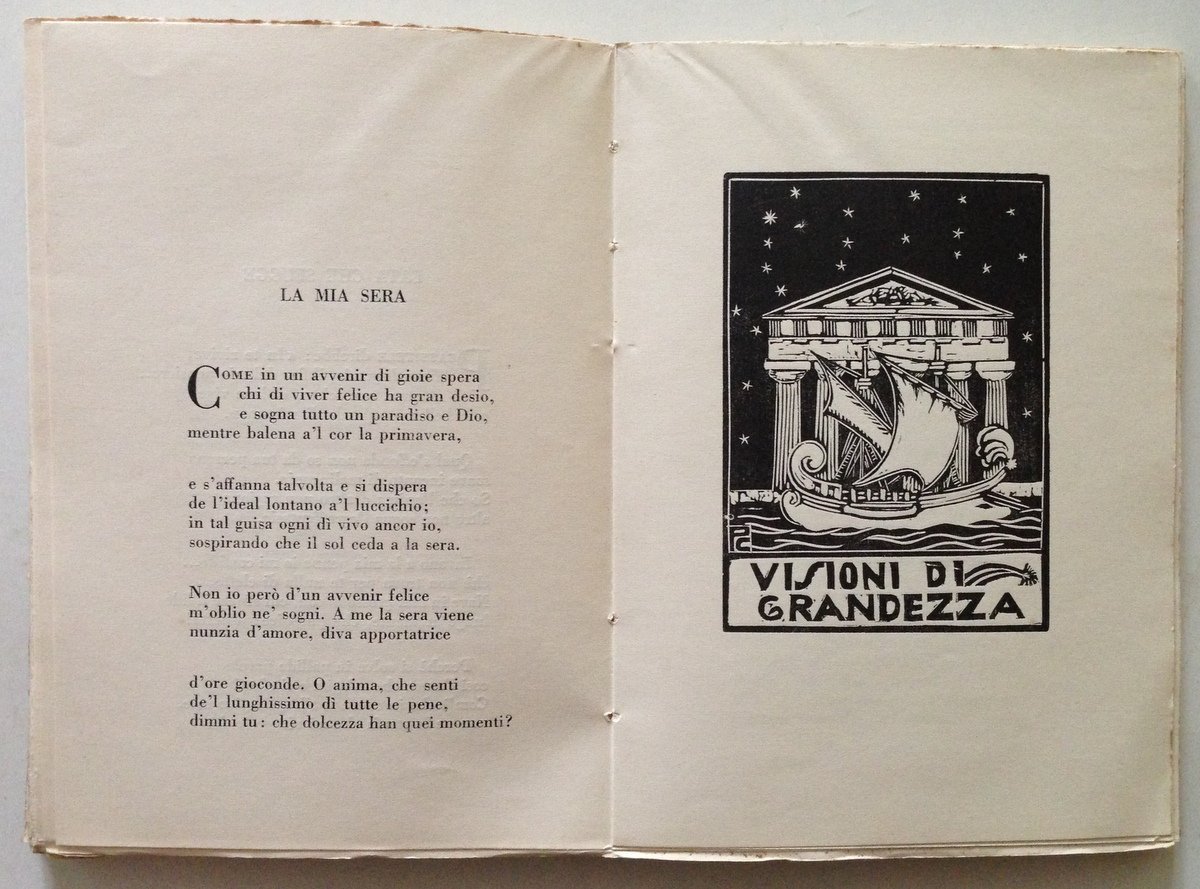 LA MIA SERA
COME in un avvenir di gioie spera
chi di viver felice ha gran desio,
e sogna tutto un paradiso e Dio,
mentre balena a'l cor la primavera,
e s'affanna talvolta e si dispera
de l'ideal lontano a'l luccichio;
in tal guisa ogni dì vivo ancor io,
sospirando che il sol ceda a la sera.
Non io però d'un avvenir felice
m'oblio ne' sogni. A me la sera viene
nunzia d'amore, diva apportatrice
d'ore gioconde. O anima, che senti
de'l lunghissimo dì tutte le pene,
dimmi tu: che dolcezza han quei momenti?
VISIONI DI
GRANDEZZA